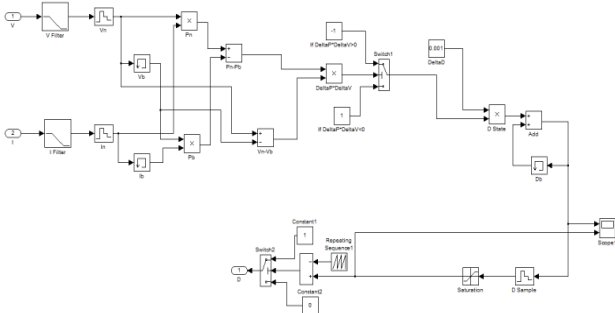 1
V
V Filter
Vn
Vb
2
I
I Filter
In
Ib
× Pn
× Pb
Pn-Pb
Vn-Vb
-1
If DeltaP*DeltaV>0
× DeltaP*DeltaV
1
If DeltaP*DeltaV<0
Switch1
0.001
DeltaD
× D State
Add
Db
Scope1
Constant1
1
Switch2
1
D
Repeating
Sequence1
Constant2
0
Saturation
D Sample